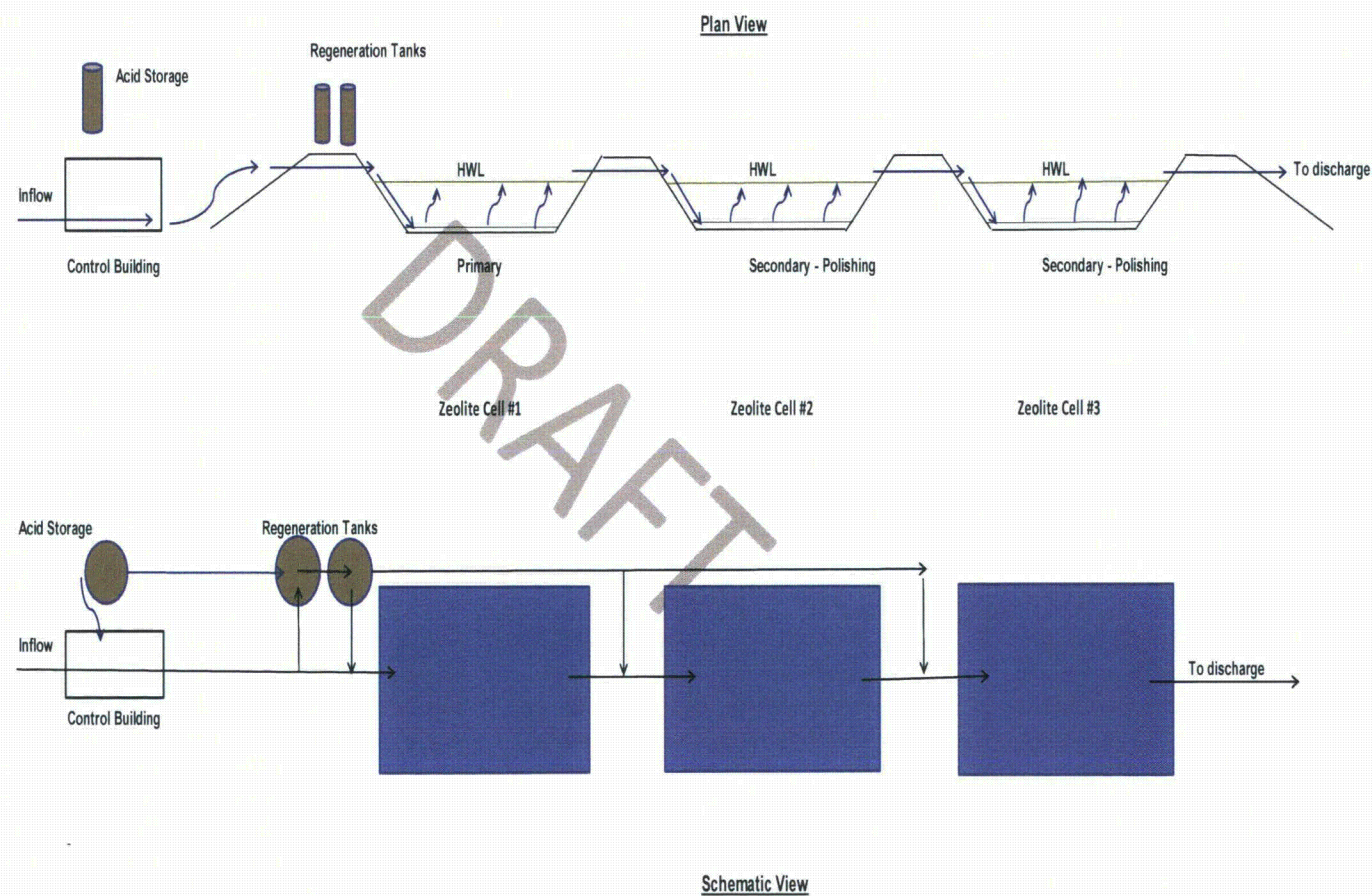 Plan View
Regeneration Tanks
Acid Storage
HWL
HWL
HWL
Inflow
To discharge
Control Building
Primary
Secondary - Polishing
Secondary - Polishing
DRAFT
Zeolite Cell #1
Zeolite Cell #2
Zeolite Cell #3
Acid Storage
Regeneration Tanks
Inflow
To discharge
Control Building
Schematic View